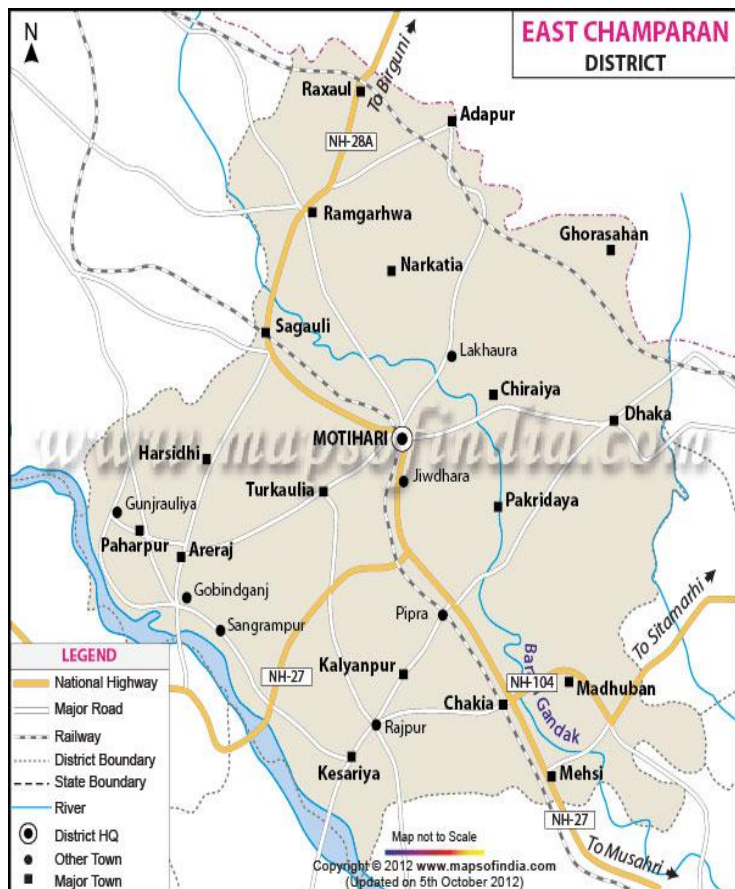 N
EAST CHAMPARAN
DISTRICT
To Birguni
Raxaul
Adapur
NH-28A
Ramgarhwa
Ghorasahan
Narkatia
Sagauli
Lakhaura
Chiraiya
Dhaka
www.mapsofindia.com
MOTIHARI
Harsidhi
Jiwdhara
Turkaulia
Gunjrauliya
Pakridaya
Paharpur
Areraj
Gobindganj
Pipra
Sangrampur
To Sitamarhi
NH-27
Kalyanpur
NH-104
Madhuban
Chakia
Gandak
Rajpur
Kesariya
Mehsi
NH-27
To Musahri
LEGEND
National Highway
Major Road
Railway
District Boundary
State Boundary
River
District HQ
Other Town
Major Town
Map not to Scale
Copyright © 2012 www.mapsofindia.com
(Updated on 5th October 2012)